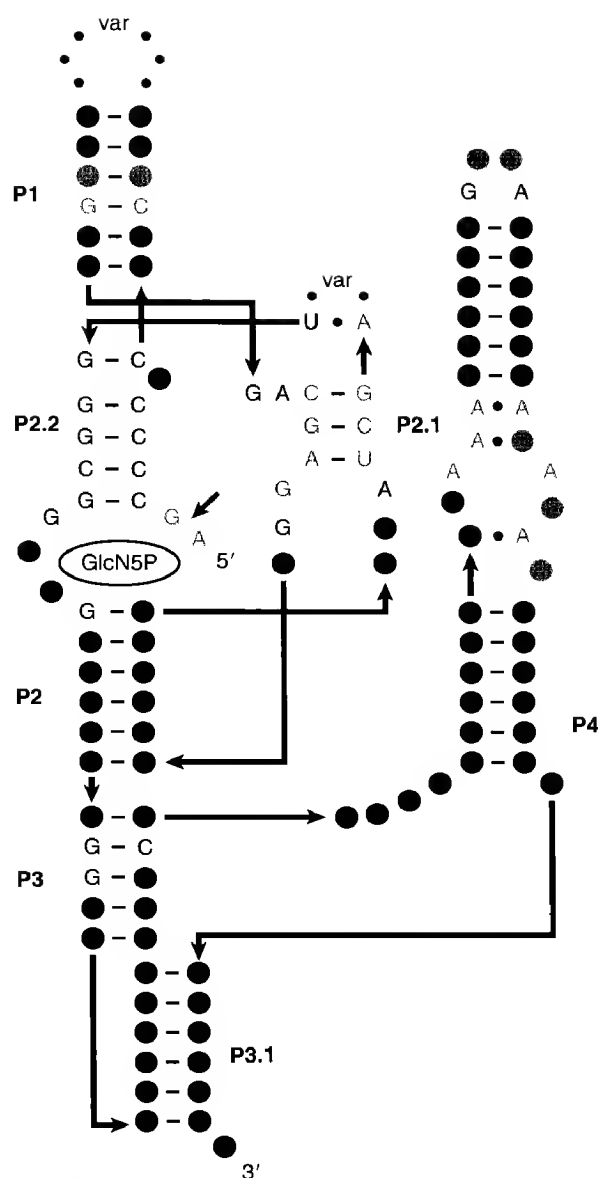 var
P1
G – C
G A
var
U • A
G – C
P2.2
G C
G C
C C
G – C
G A C – G
G C
A – U
P2.1
A • A
A •
A A
G
G
A
G
G
A
5′
• A
GlcN5P
G –
P2
P4
G C
G
P3
P3.1
3′